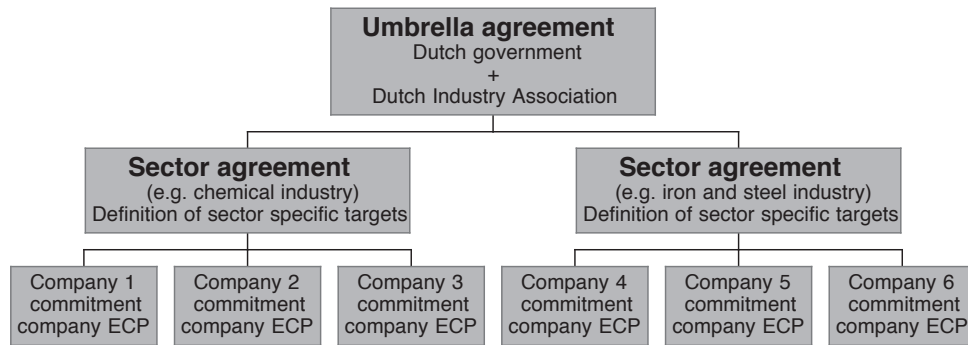 Umbrella agreement
Dutch government
+
Dutch Industry Association
Sector agreement
(e.g. chemical industry)
Definition of sector specific targets
Sector agreement
(e.g. iron and steel industry)
Definition of sector specific targets
Company 1
commitment
company ECP
Company 2
commitment
company ECP
Company 3
commitment
company ECP
Company 4
commitment
company ECP
Company 5
commitment
company ECP
Company 6
commitment
company ECP